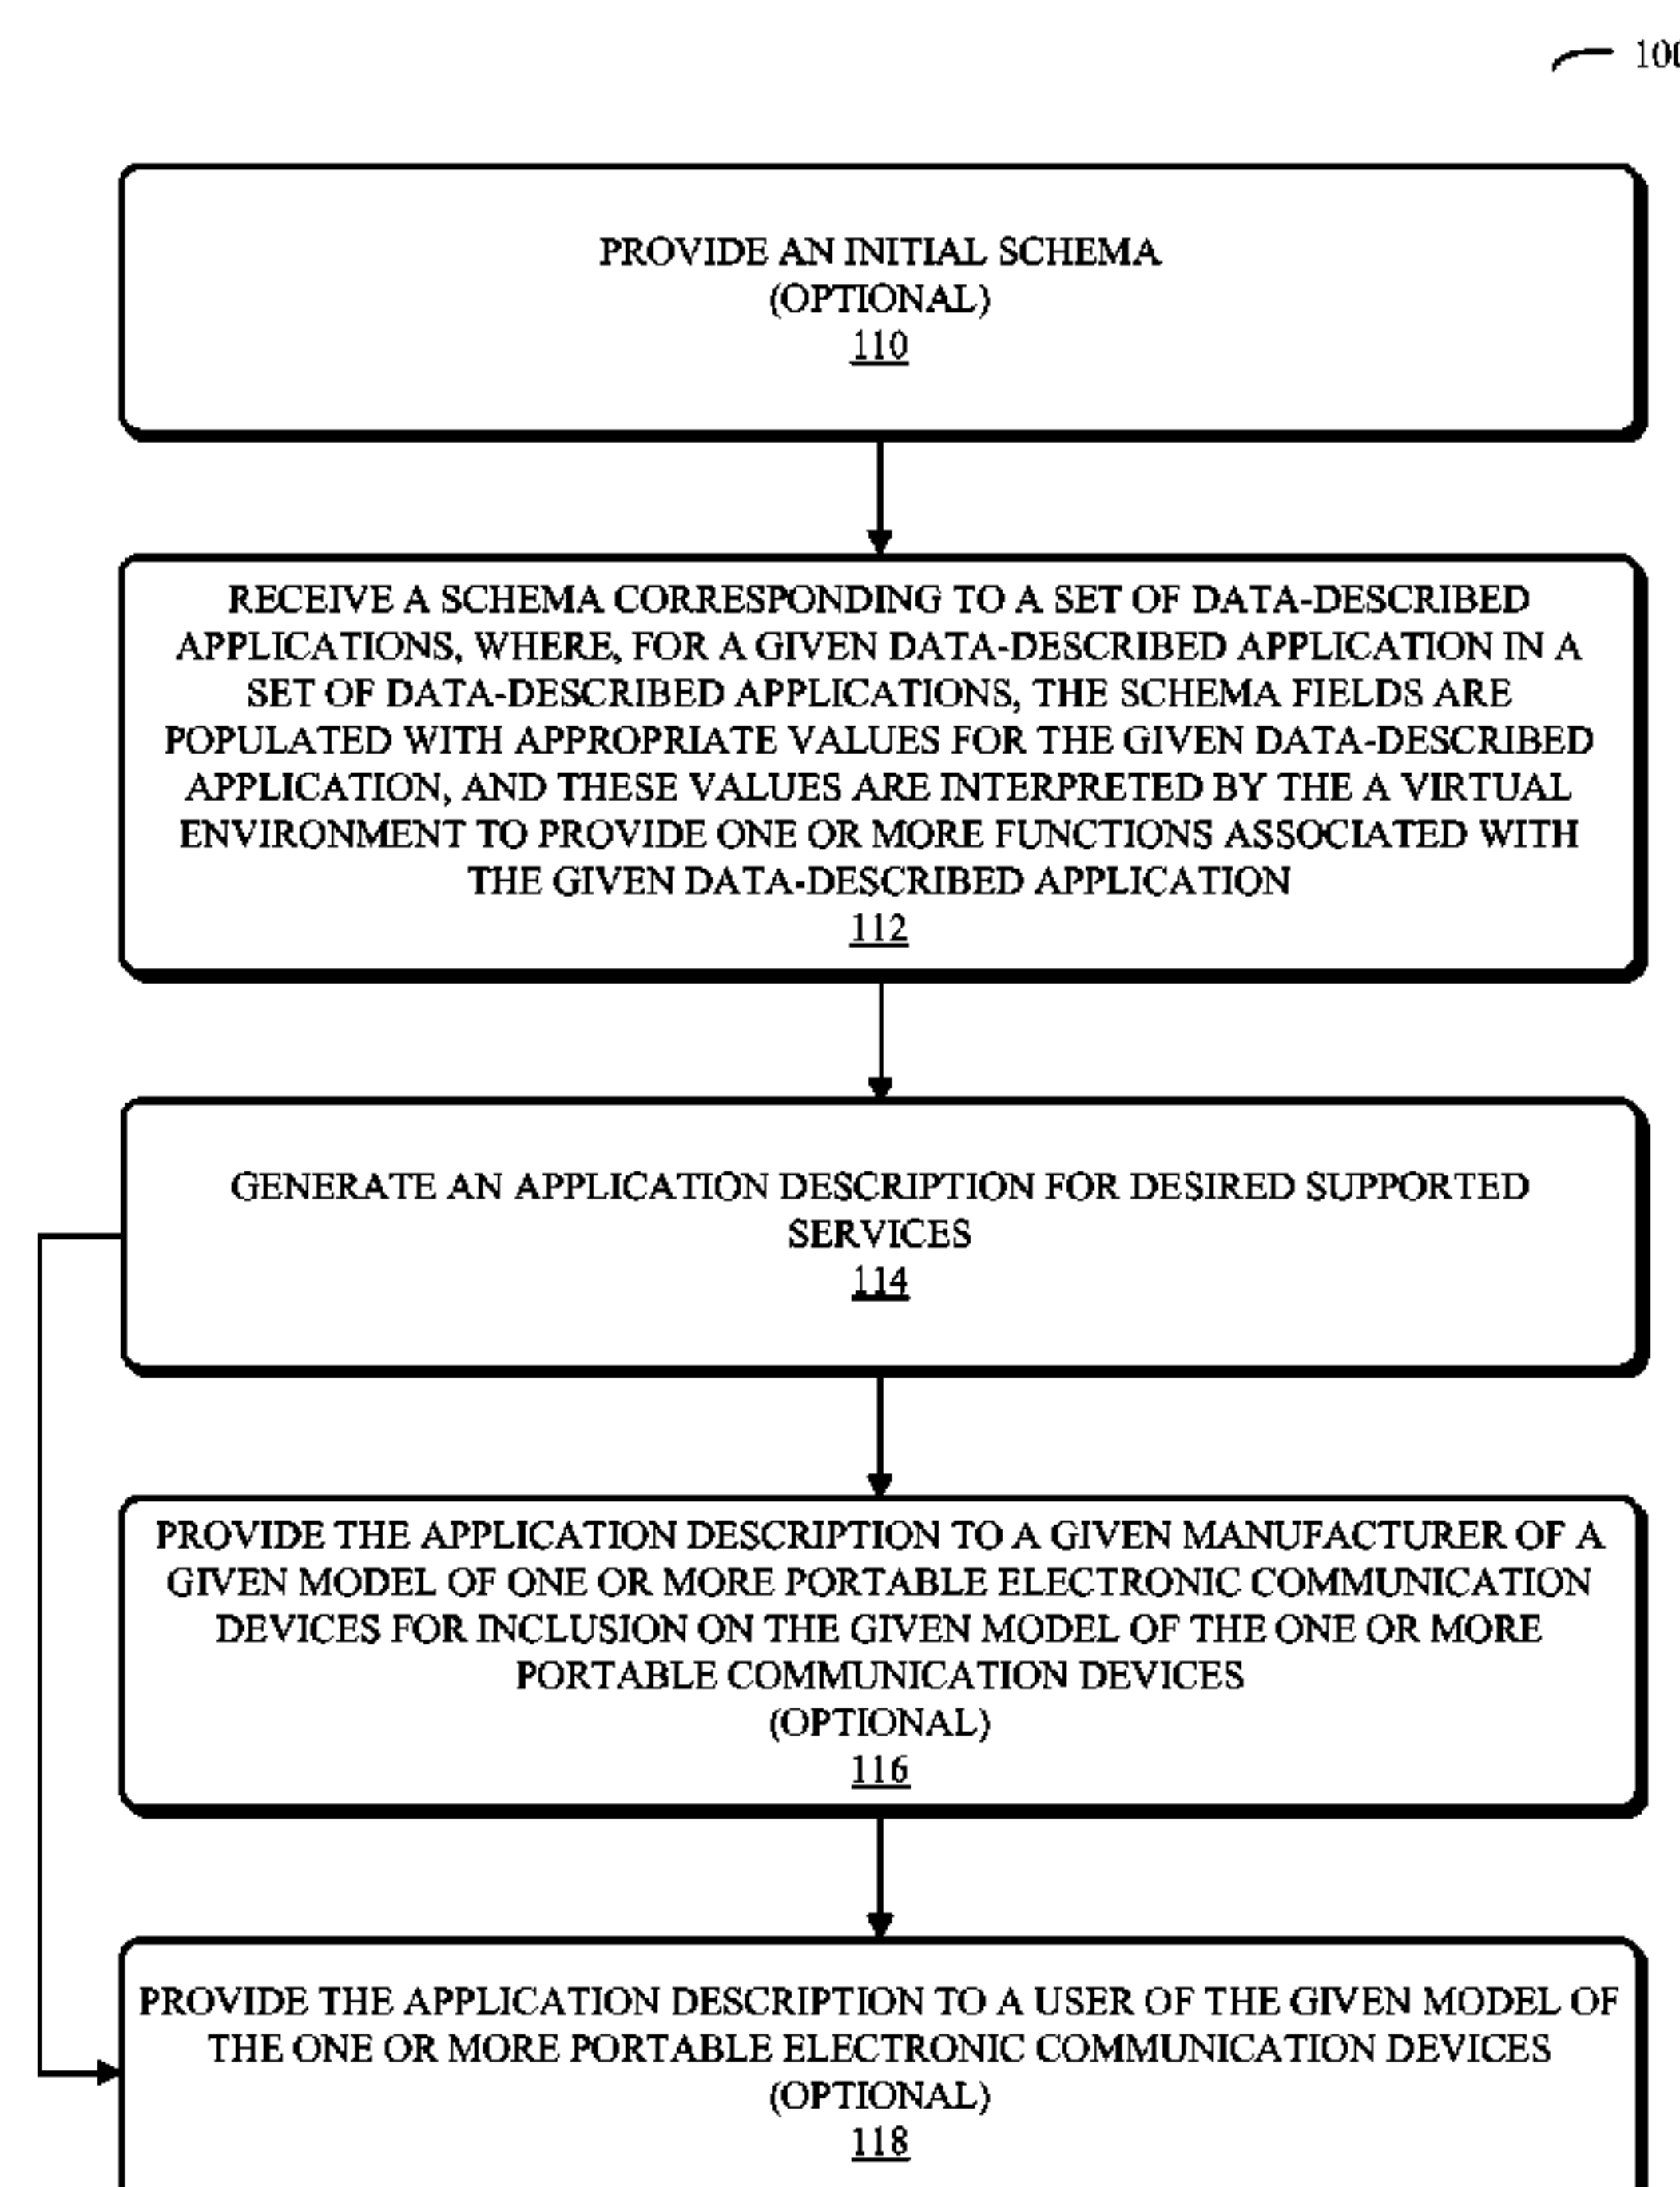 100
PROVIDE AN INITIAL SCHEMA
(OPTIONAL)
110
RECEIVE A SCHEMA CORRESPONDING TO A SET OF DATA-DESCRIBED
APPLICATIONS, WHERE, FOR A GIVEN DATA-DESCRIBED APPLICATION IN A
SET OF DATA-DESCRIBED APPLICATIONS, THE SCHEMA FIELDS ARE
POPULATED WITH APPROPRIATE VALUES FOR THE GIVEN DATA-DESCRIBED
APPLICATION, AND THESE VALUES ARE INTERPRETED BY THE A VIRTUAL
ENVIRONMENT TO PROVIDE ONE OR MORE FUNCTIONS ASSOCIATED WITH
THE GIVEN DATA-DESCRIBED APPLICATION
112
GENERATE AN APPLICATION DESCRIPTION FOR DESIRED SUPPORTED
SERVICES
114
PROVIDE THE APPLICATION DESCRIPTION TO A GIVEN MANUFACTURER OF A
GIVEN MODEL OF ONE OR MORE PORTABLE ELECTRONIC COMMUNICATION
DEVICES FOR INCLUSION ON THE GIVEN MODEL OF THE ONE OR MORE
PORTABLE COMMUNICATION DEVICES
(OPTIONAL)
116
PROVIDE THE APPLICATION DESCRIPTION TO A USER OF THE GIVEN MODEL OF
THE ONE OR MORE PORTABLE ELECTRONIC COMMUNICATION DEVICES
(OPTIONAL)
118